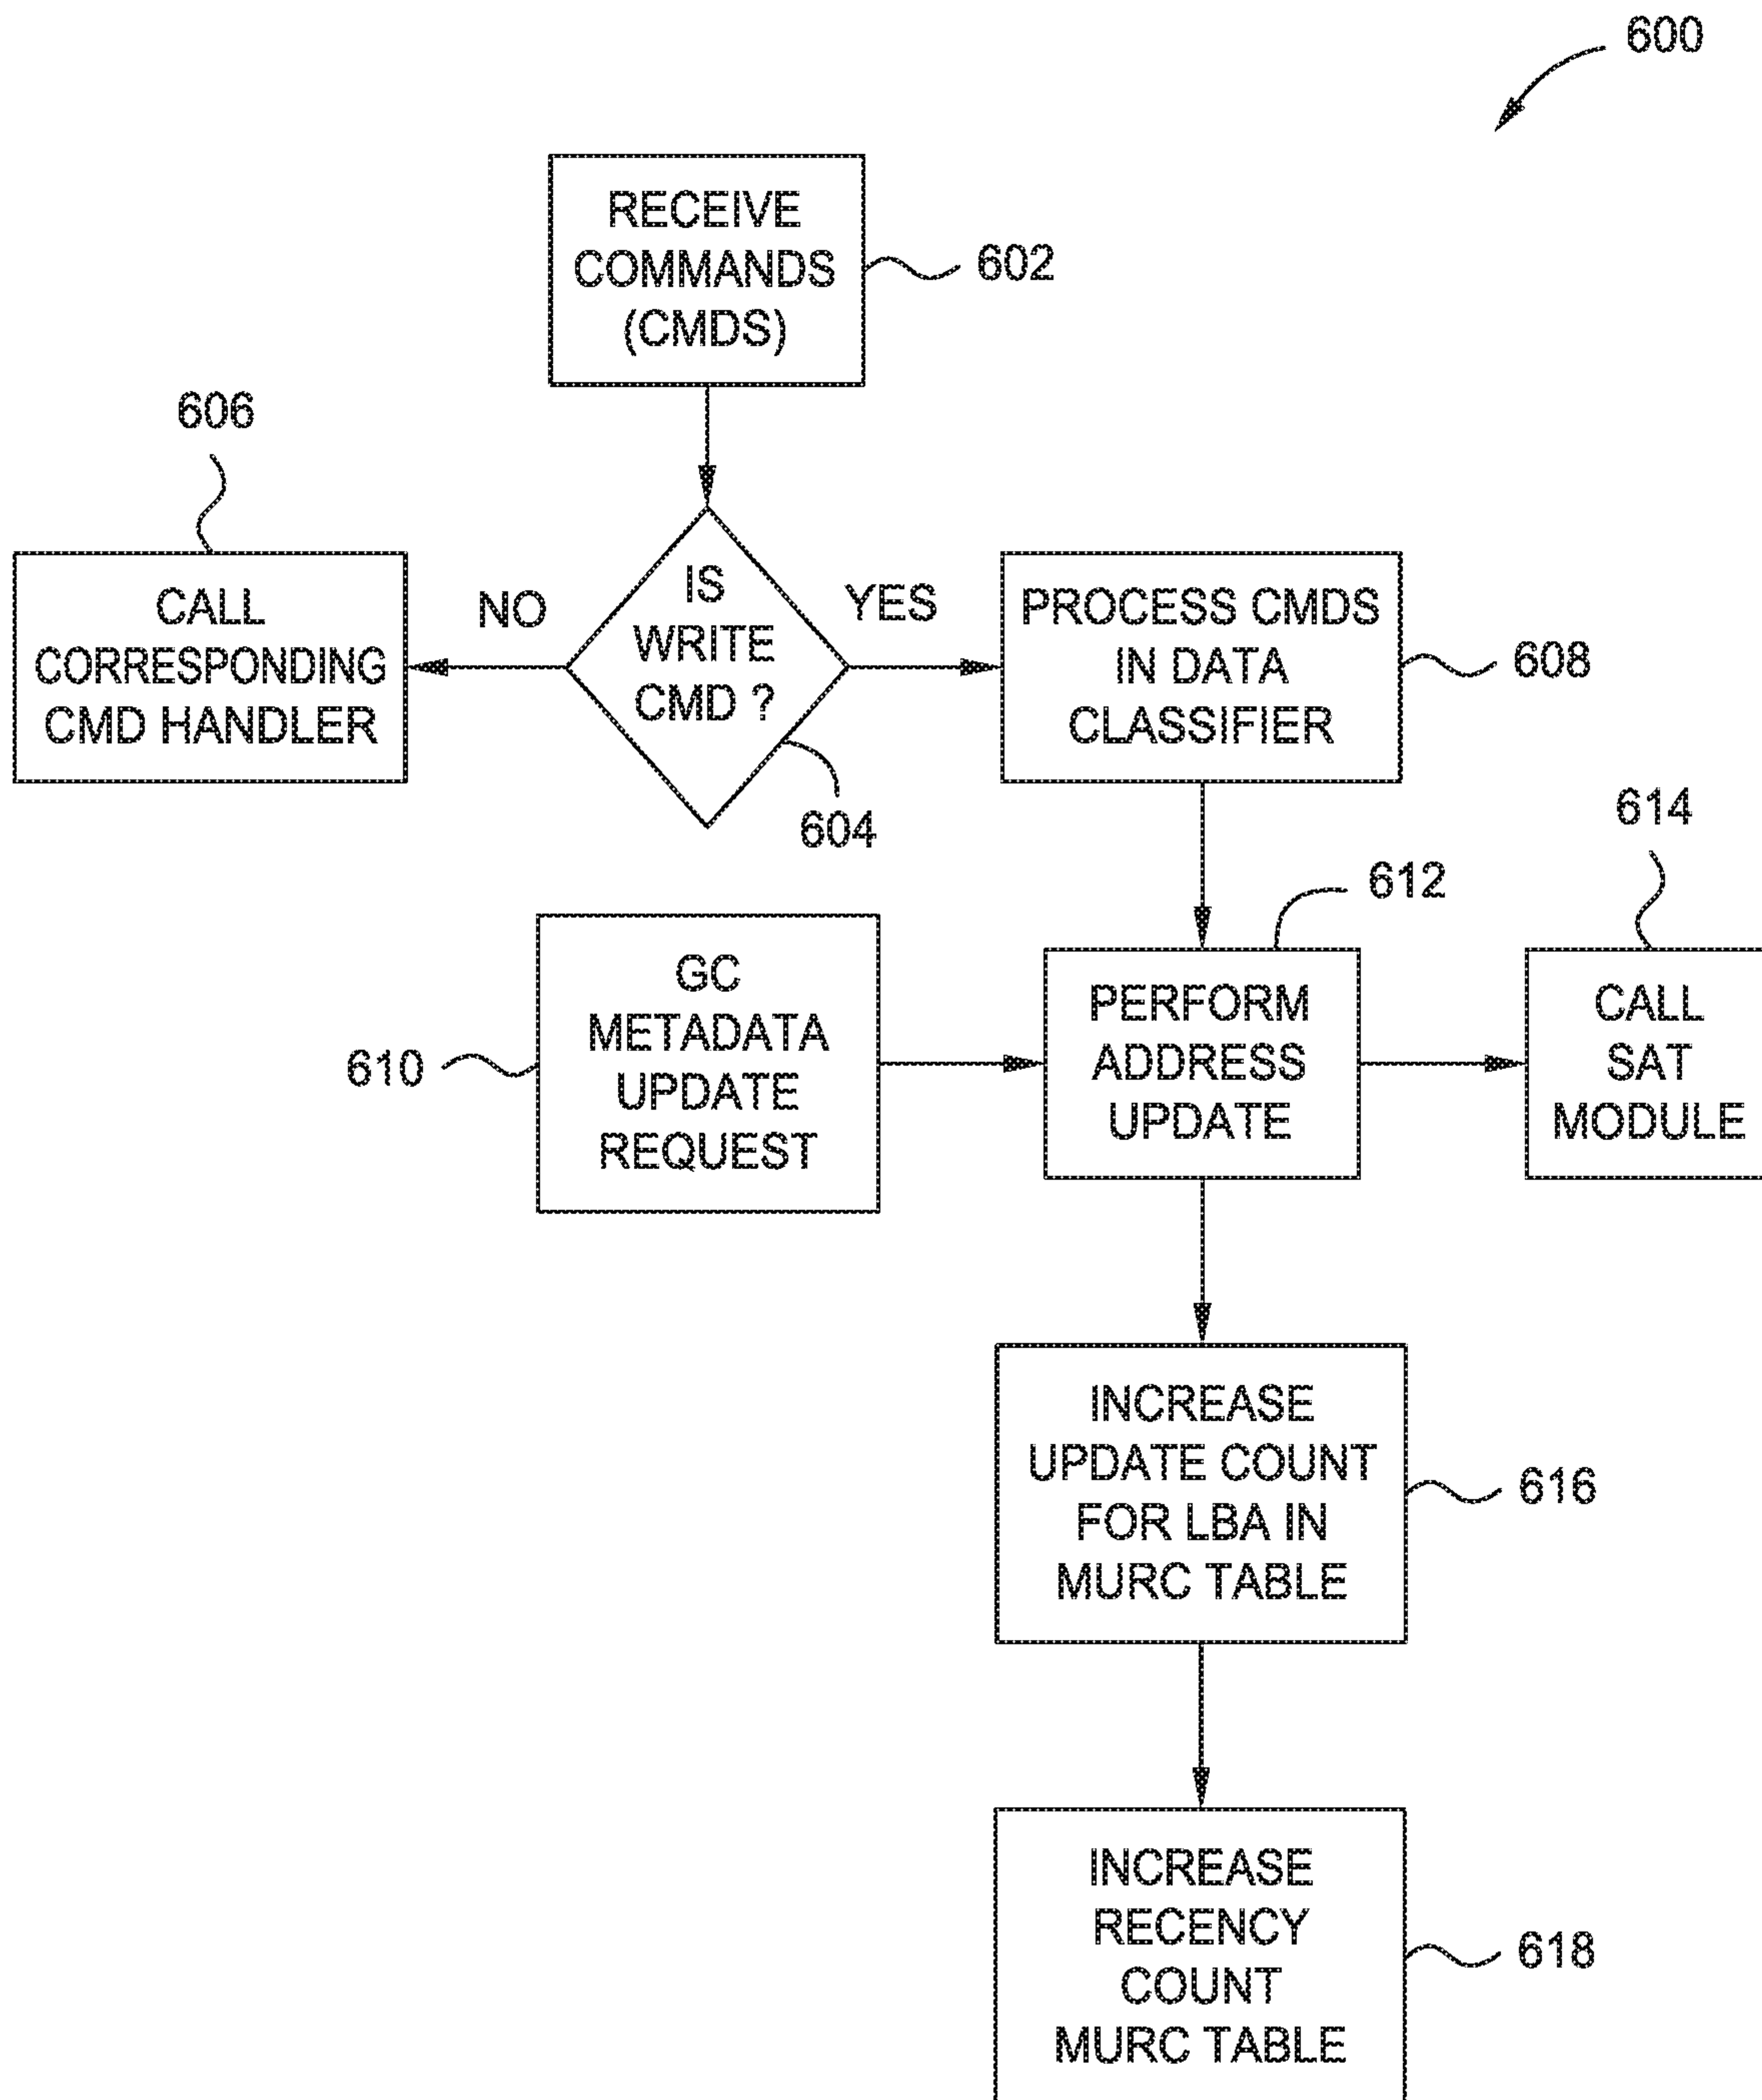 600
RECEIVE
COMMANDS
(CMDS)
602
606
CALL
CORRESPONDING
CMD HANDLER
NO
IS
WRITE
CMD ?
YES
604
PROCESS CMDS
IN DATA
CLASSIFIER
608
GC
METADATA
UPDATE
REQUEST
610
612
PERFORM
ADDRESS
UPDATE
614
CALL
SAT
MODULE
INCREASE
UPDATE COUNT
FOR LBA IN
MURC TABLE
616
INCREASE
RECENCY
COUNT
MURC TABLE
618